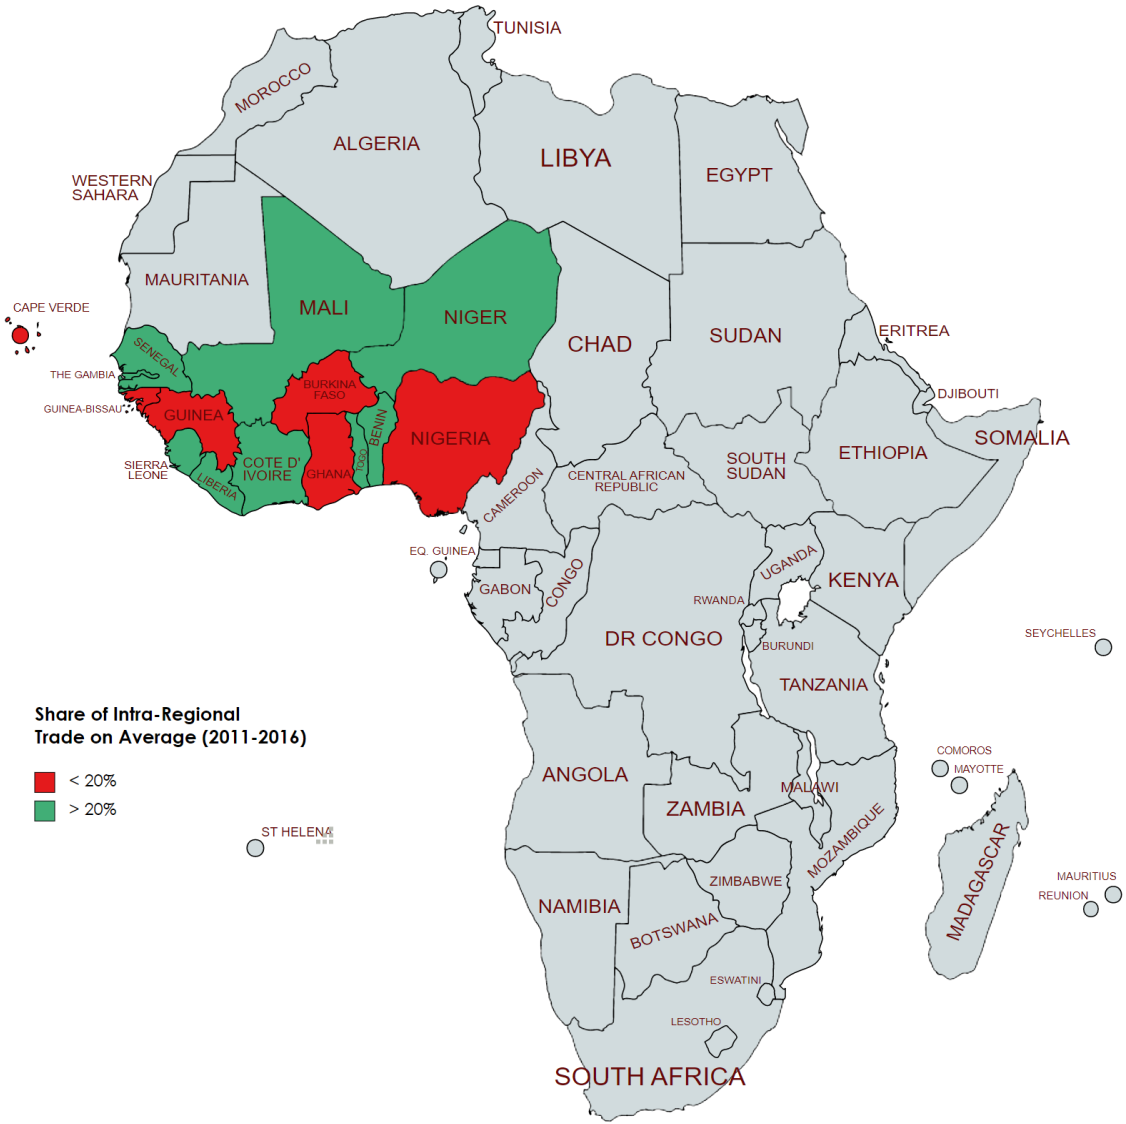 TUNISIA
MOROCCO
ALGERIA
LIBYA
EGYPT
WESTERN
SAHARA
MAURITANIA
CAPE VERDE
MALI
NIGER
CHAD
SUDAN
ERITREA
SENEGAL
THE GAMBIA
BURKINA
FASO
DJIBOUTI
GUINEA-BISSAU
GUINEA
BENIN
NIGERIA
SOMALIA
ETHIOPIA
SIERRA
LEONE
COTE D'
IVOIRE
GHANA
TOGO
SOUTH
SUDAN
LIBERIA
CAMEROON
CENTRAL AFRICAN
REPUBLIC
EQ. GUINEA
GABON
CONGO
UGANDA
KENYA
RWANDA
DR CONGO
BURUNDI
SEYCHELLES
TANZANIA
Share of Intra-Regional
Trade on Average (2011-2016)
< 20%
> 20%
COMOROS
MAYOTTE
ANGOLA
MALAWI
ZAMBIA
ST HELENA
MOZAMBIQUE
MADAGASCAR
ZIMBABWE
MAURITIUS
REUNION
NAMIBIA
BOTSWANA
ESWATINI
LESOTHO
SOUTH AFRICA